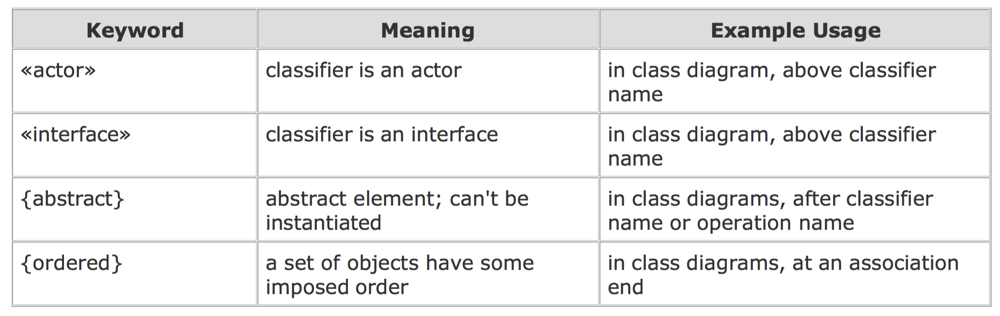 Keyword Meaning Example Usage
«actor» classifier is an actor in class diagram, above classifier
name
«interface» classifier is an interface in class diagram, above classifier
name
{abstract} abstract element; can't be in class diagrams, after classifier
instantiated name or operation name
{ordered} a set of objects have some in class diagrams, at an association
imposed order end